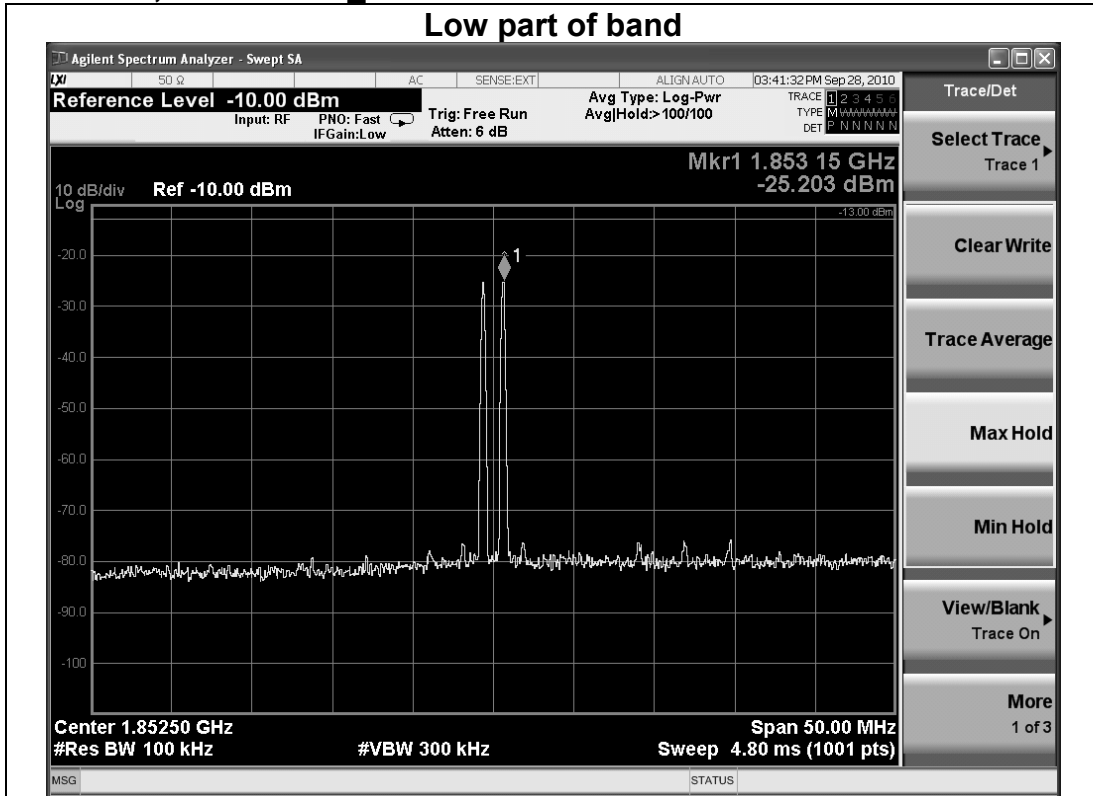 Low part of band
Agilent Spectrum Analyzer - Swept SA
LXI 50 Ω AC SENSE:EXT ALIGN AUTO 03:41:32 PM Sep 28, 2010
Reference Level -10.00 dBm
Input: RF PNO: Fast IFGain:Low
Trig: Free Run
Atten: 6 dB
Avg Type: Log-Pwr
Avg|Hold:>100/100
TRACE 1 2 3 4 5 6
TYPE M WWWWW
DET P N N N N N
Mkr1 1.853 15 GHz
-25.203 dBm
10 dB/div Ref -10.00 dBm
Log
-13.00 dBm
1
-20.0
-30.0
-40.0
-50.0
-60.0
-70.0
-80.0
-90.0
-100
Center 1.85250 GHz Span 50.00 MHz
#Res BW 100 kHz #VBW 300 kHz Sweep 4.80 ms (1001 pts)
MSG STATUS
Trace/Det
Select Trace
Trace 1
Clear Write
Trace Average
Max Hold
Min Hold
View/Blank
Trace On
More
1 of 3